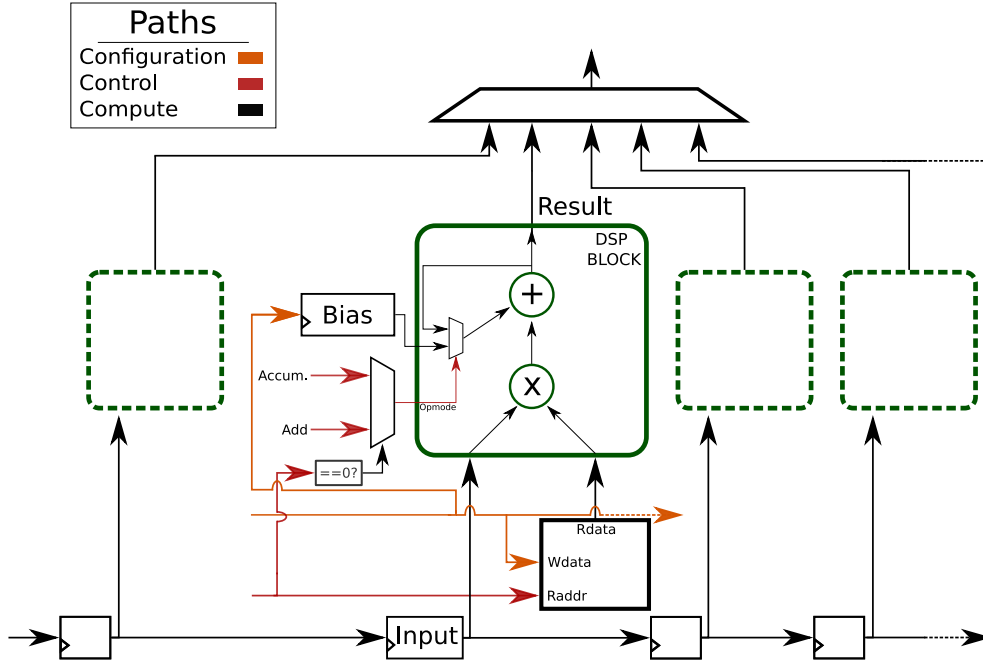 Paths
Configuration
Control
Compute
Result
DSP
BLOCK
+
Bias
Accum.
X
Opmode
Add
==0?
Rdata
Wdata
Raddr
Input